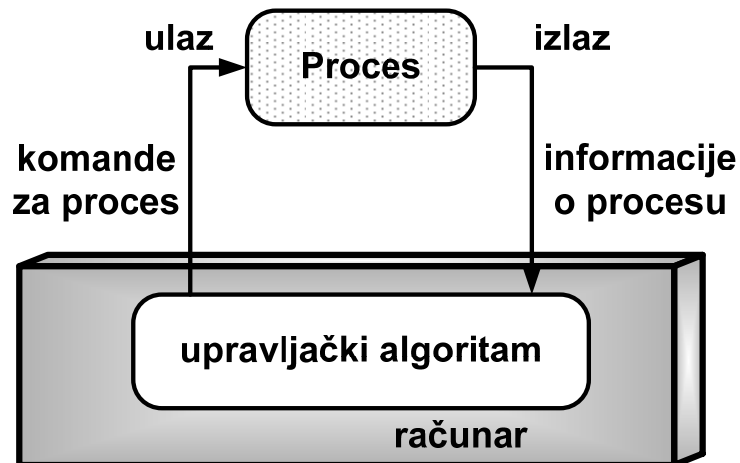 ulaz
Proces
izlaz
komande
za proces
informacije
o procesu
upravljački algoritam
računar